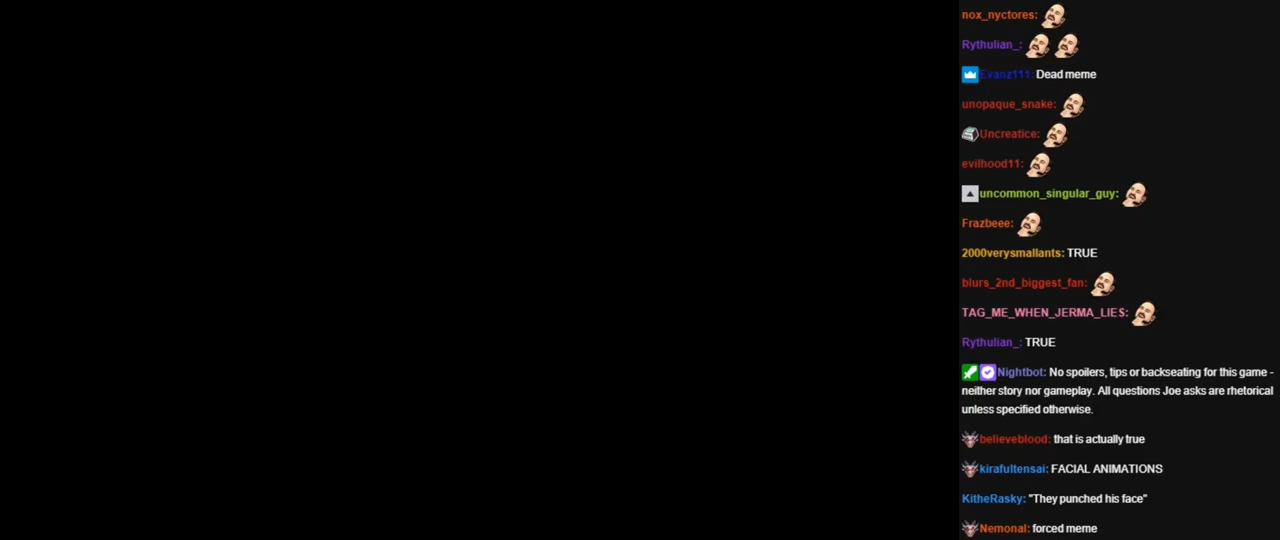 nox_nyctores:
Rythulian_:
Evanz111: Dead meme
unopaque_snake:
Uncreatice:
evilhood11:
uncommon_singular_guy:
Frazbeee:
2000verysmallants: TRUE
blurs_2nd_biggest_fan:
TAG_ME_WHEN_JERMA_LIES:
Rythulian_: TRUE
Nightbot: No spoilers, tips or backseating for this game -
neither story nor gameplay. All questions Joe asks are rhetorical
unless specified otherwise.
believeblood: that is actually true
kirafultensai: FACIAL ANIMATIONS
KitheRasky: "They punched his face"
Nemonal: forced meme